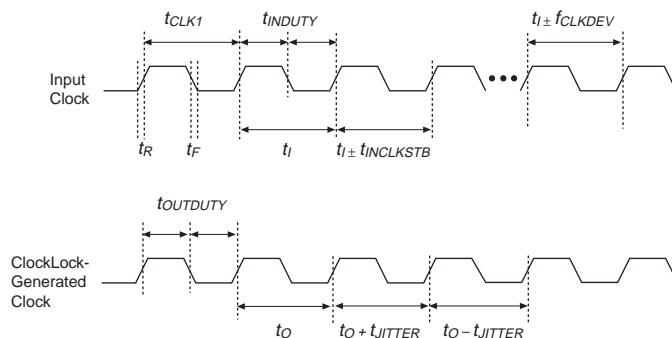 tCLK1 tINDUTY tI ± fCLKDEV
Input
Clock
tR tF tI tI ± tINCLKSTB
tOUTDUTY
ClockLock-
Generated
Clock
tO tO + tJITTER tO – tJITTER